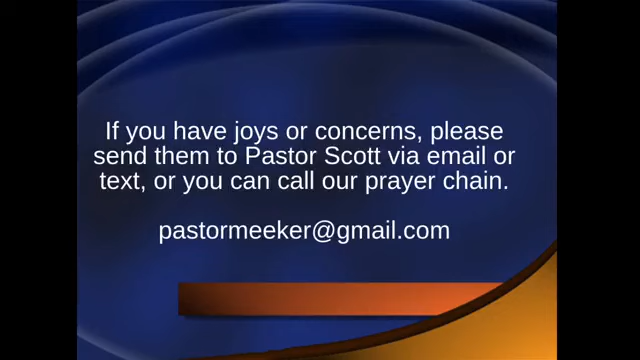 If you have joys or concerns, please
send them to Pastor Scott via email or
text, or you can call our prayer chain.
pastormeeker@gmail.com